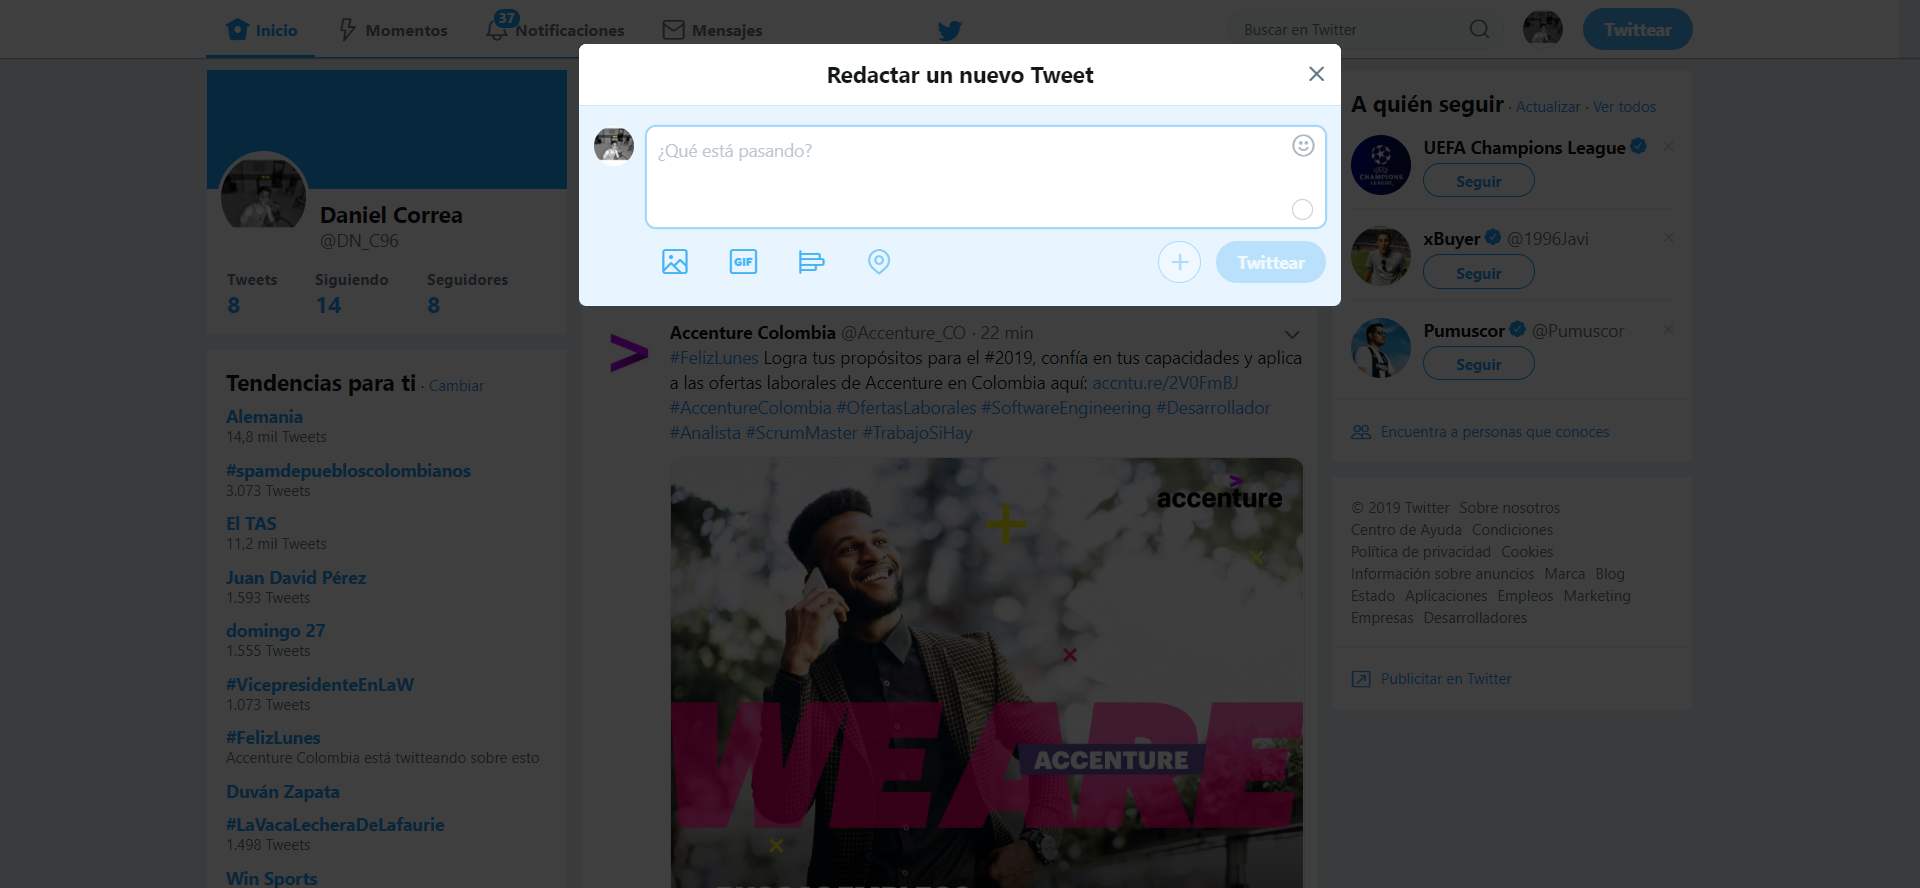 Inicio
Momentos
37
Notificaciones
Mensajes
Buscar en Twitter
Twittear
Redactar un nuevo Tweet
¿Qué está pasando?
GIF
Twittear
Daniel Correa
@DN_C96
Tweets Siguiendo Seguidores
8 14 8
Tendencias para ti · Cambiar
Alemania
14,8 mil Tweets
#spamdepuebloscolombianos
3.073 Tweets
El TAS
11,2 mil Tweets
Juan David Pérez
1.593 Tweets
domingo 27
1.555 Tweets
#VicepresidenteEnLaW
1.073 Tweets
#FelizLunes
Accenture Colombia está twitteando sobre esto
Duván Zapata
#LaVacaLecheraDeLafaurie
1.498 Tweets
Win Sports
Accenture Colombia @Accenture_CO · 22 min
#FelizLunes Logra tus propósitos para el #2019, confía en tus capacidades y aplica
a las ofertas laborales de Accenture en Colombia aquí: accntu.re/2V0FmBJ
#AccentureColombia #OfertasLaborales #SoftwareEngineering #Desarrollador
#Analista #ScrumMaster #TrabajoSiHay
accenture
WE ARE
ACCENTURE
A quién seguir · Actualizar · Ver todos
CHAMPIONS
LEAGUE
UEFA Champions League
Seguir
xBuyer @1996Javi
Seguir
Pumuscor @Pumuscor
Seguir
Encuentra a personas que conoces
© 2019 Twitter Sobre nosotros
Centro de Ayuda Condiciones
Política de privacidad Cookies
Información sobre anuncios Marca Blog
Estado Aplicaciones Empleos Marketing
Empresas Desarrolladores
Publicitar en Twitter